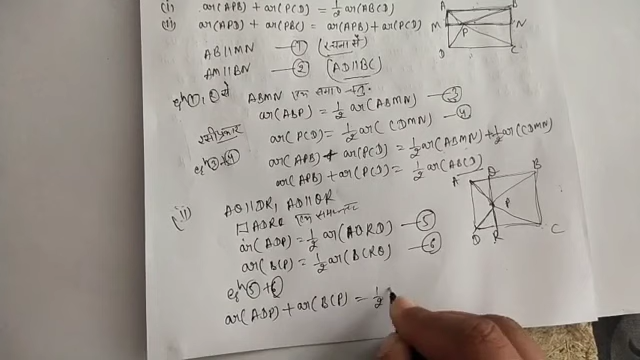 (i) ar(APB) + ar(PCD) = 1/2 ar(ABCD)
(ii) ar(APD) + ar(PBC) = ar(APB) + ar(PCD)
AB||MN — ① (रचना से)
AM||BN — ② (AD||BC)
eqn ①, ② से ABMN एक समा० चतु.
ar(ABP) = 1/2 ar(ABMN) — ③
इसीप्रकार ar(PCD) = 1/2 ar(CDMN) — ④
eqn ③+④ ar(APB) + ar(PCD) = 1/2 ar(ABMN) + 1/2 ar(CDMN)
ar(APB) + ar(PCD) = 1/2 ar(ABCD)
(ii) AQ||DR, AD||QR
□ADRQ एक समा०
ar(ADP) = 1/2 ar(ADRQ) — ⑤
ar(BCP) = 1/2 ar(BCRQ) — ⑥
eqn ⑤+⑥
ar(ADP) + ar(BCP) = 1/2
A B
M N
P
D C
A Q B
P
D R C